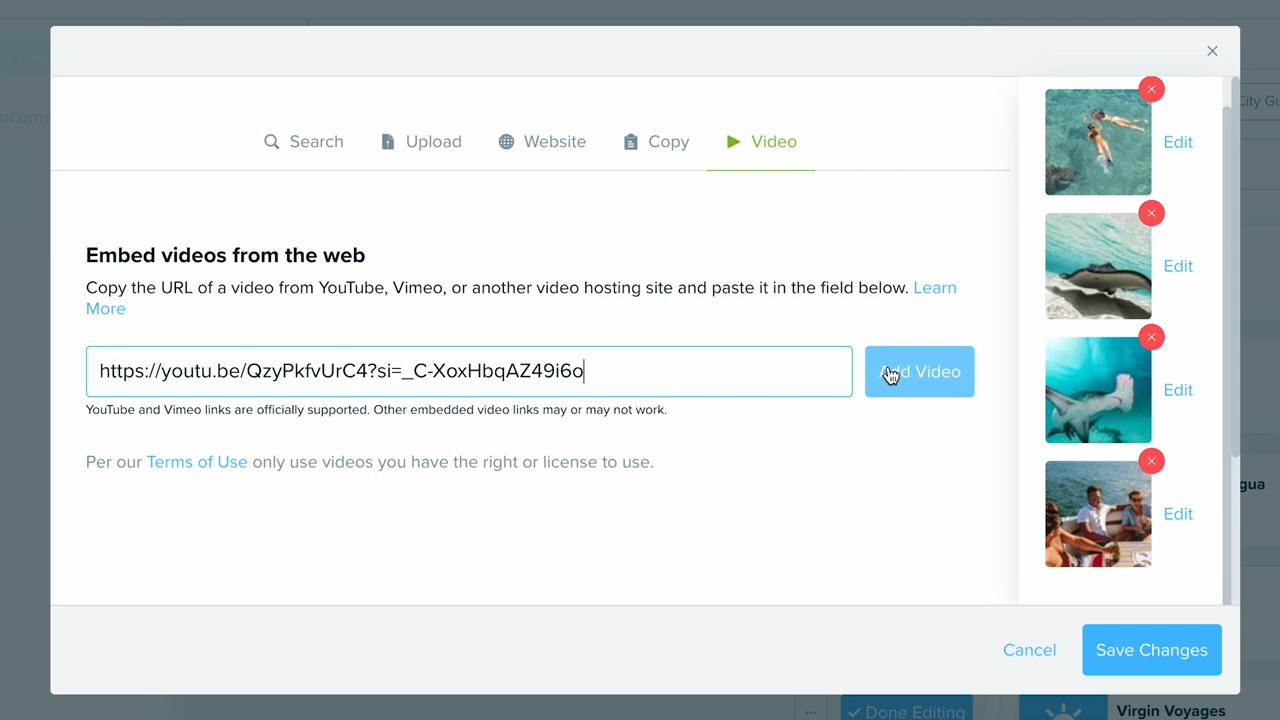 ocume
City Gu
Search
Upload
Website
Copy
Video
Edit
Embed videos from the web
Copy the URL of a video from YouTube, Vimeo, or another video hosting site and paste it in the field below. Learn
More
Edit
https://youtu.be/QzyPkfvUrC4?si=_C-XoxHbqAZ49i6o
Add Video
YouTube and Vimeo links are officially supported. Other embedded video links may or may not work.
Edit
Per our Terms of Use only use videos you have the right or license to use.
gua
Edit
Cancel
Save Changes
Done Editing
Virgin Voyages